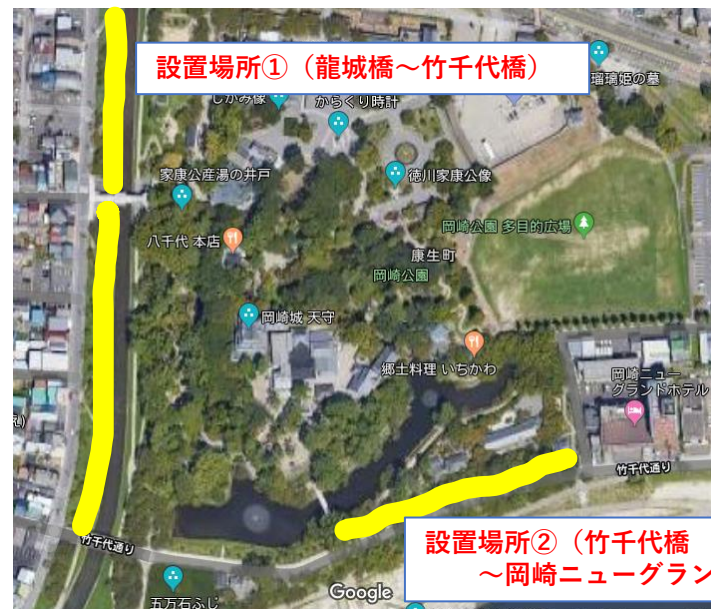 設置場所①（龍城橋～竹千代橋）
瑠璃姫の墓
しかみ像
からくり時計
家康公産湯の井戸
徳川家康公像
岡崎公園 多目的広場
八千代 本店
康生町
岡崎公園
岡崎城 天守
郷土料理 いちかわ
岡崎ニュー
グランドホテル
竹千代通り
竹千代通り
設置場所②（竹千代橋
～岡崎ニューグラン
五万石ふじ
Google